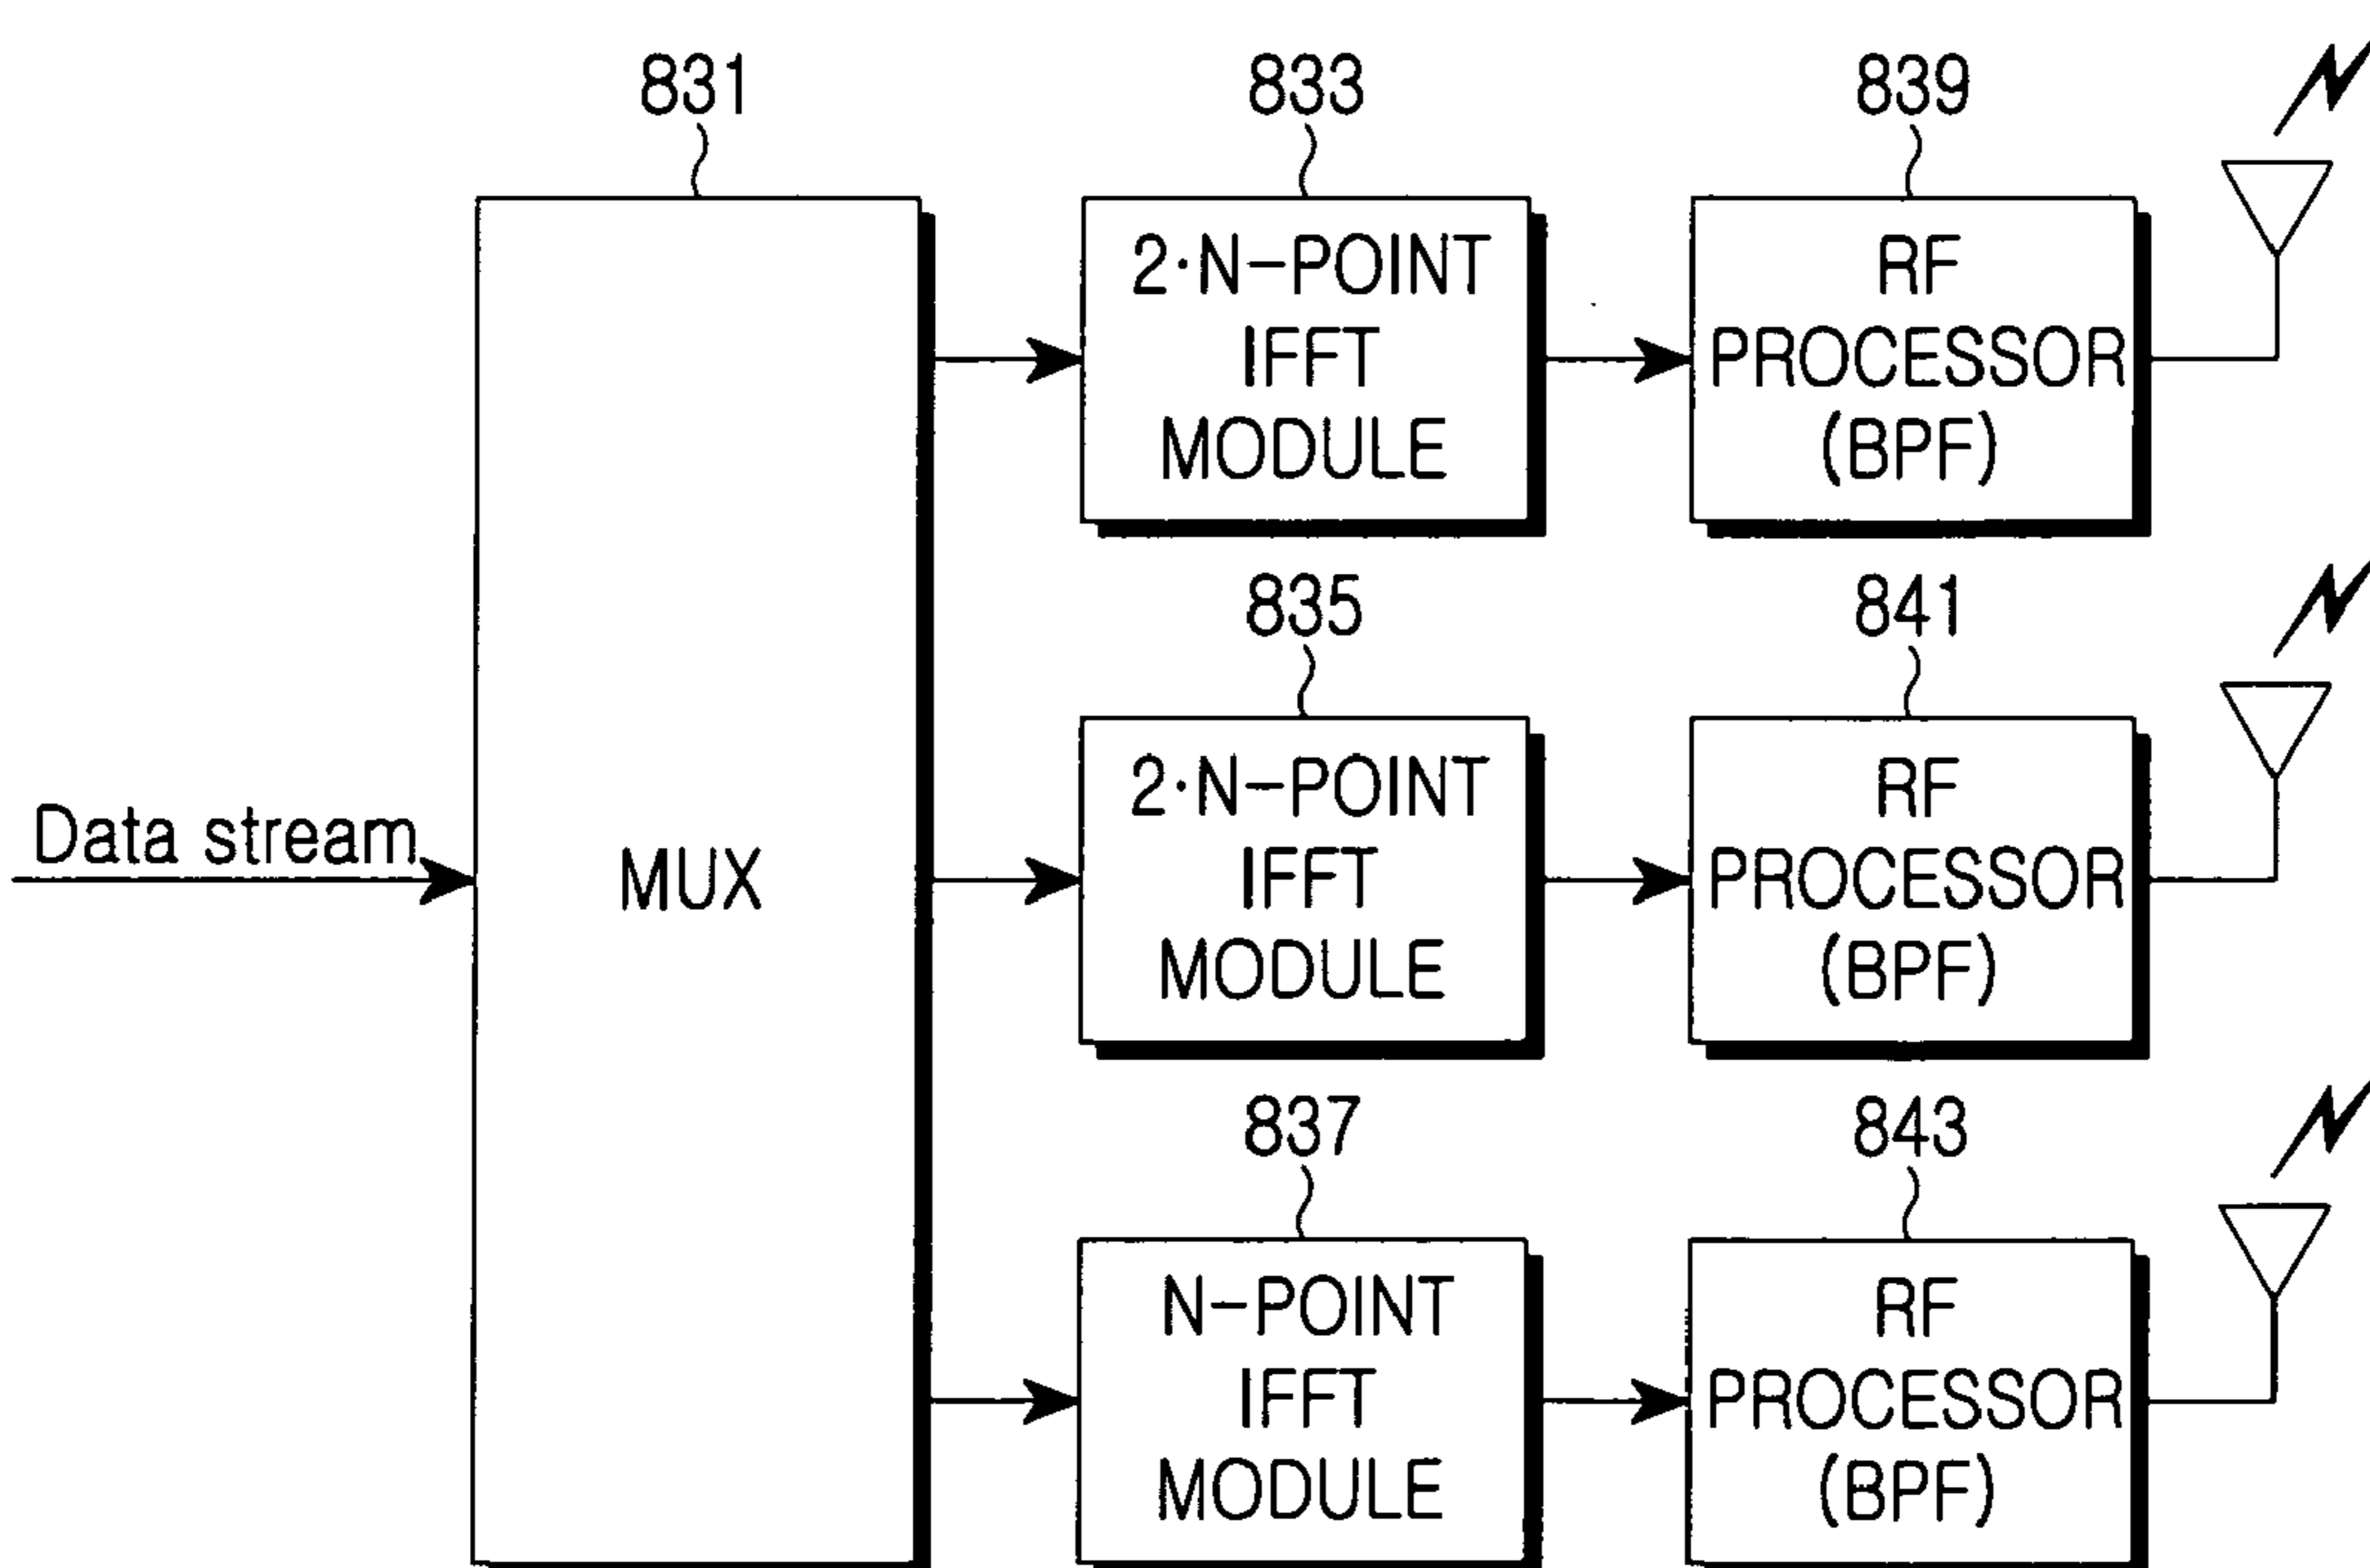 831
833
839
2·N-POINT
IFFT
MODULE
RF
PROCESSOR
(BPF)
835
841
Data stream
MUX
2·N-POINT
IFFT
MODULE
RF
PROCESSOR
(BPF)
837
843
N-POINT
IFFT
MODULE
RF
PROCESSOR
(BPF)